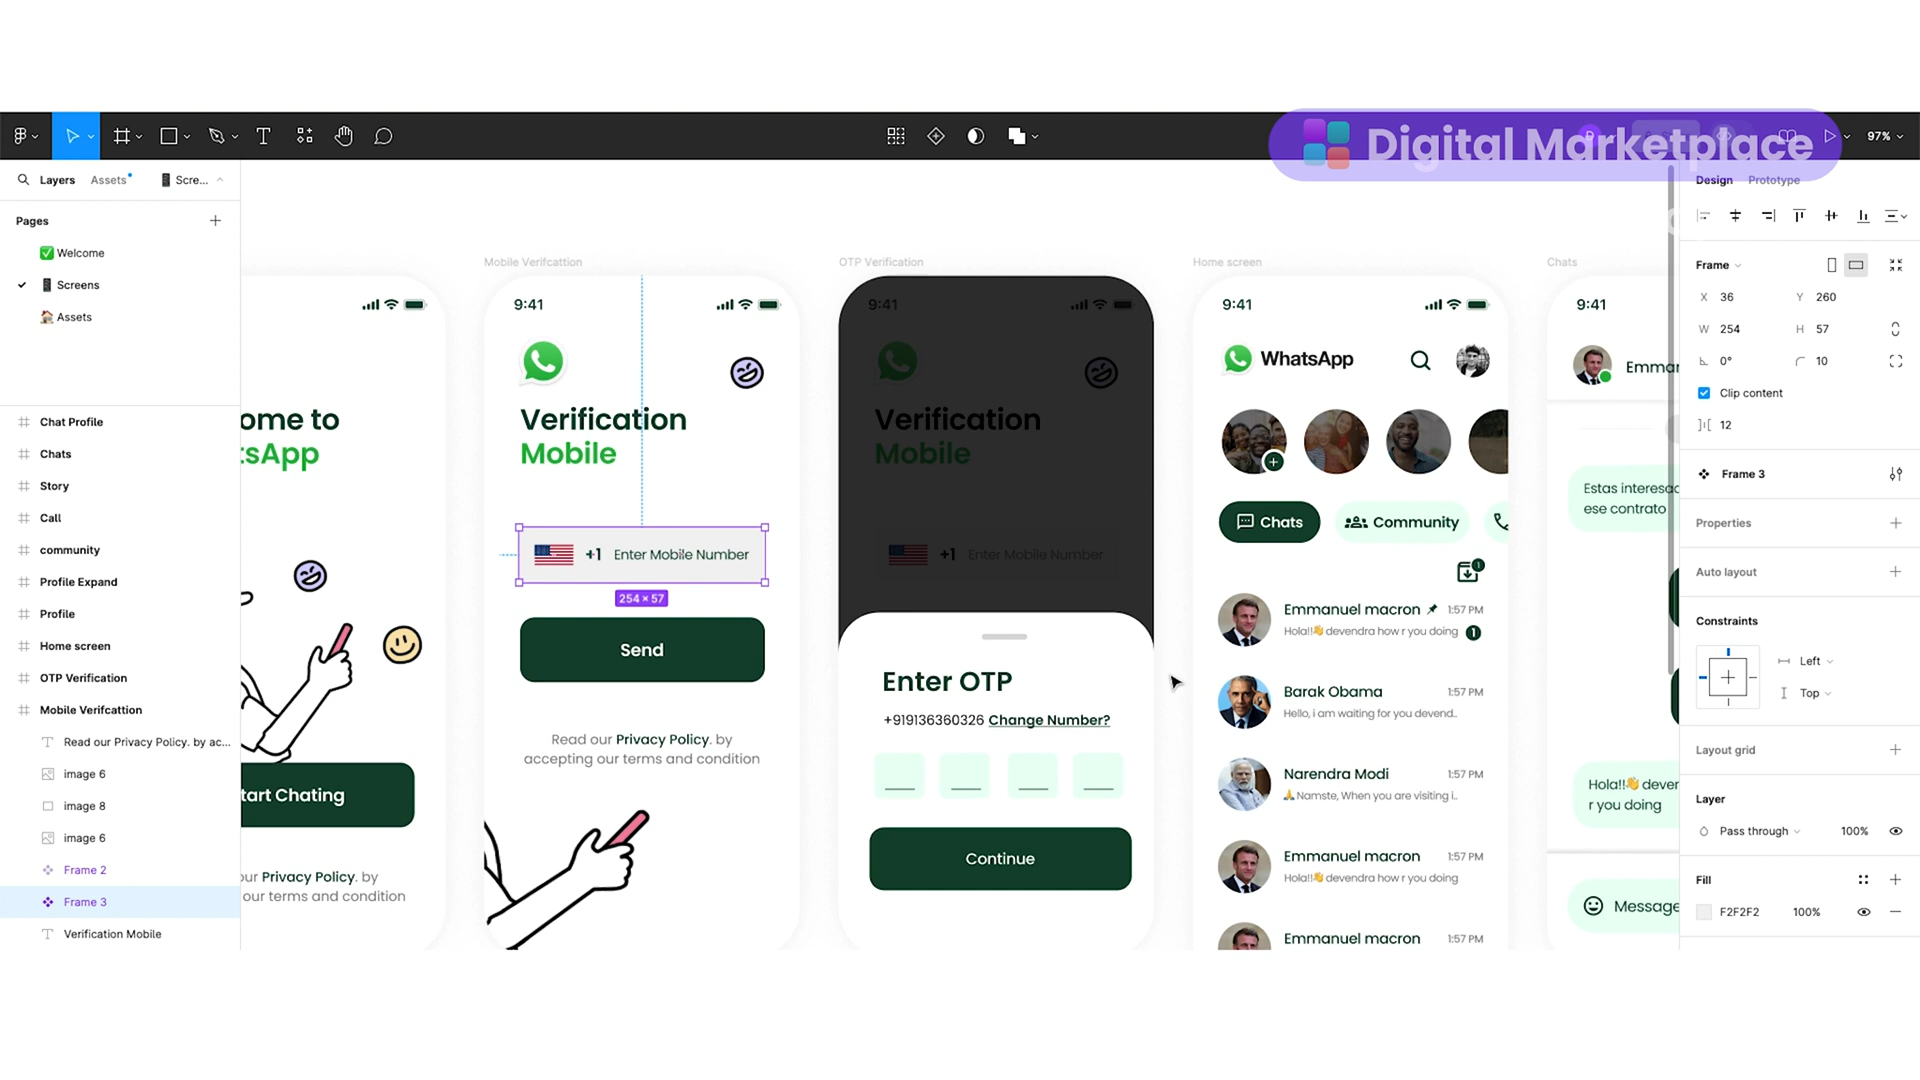 Digital Marketplace
97%
Layers
Assets
Scre...
Pages
Welcome
Screens
Assets
Chat Profile
Chats
Story
Call
community
Profile Expand
Profile
Home screen
OTP Verification
Mobile Verifcattion
Read our Privacy Policy. by ac...
image 6
image 8
image 6
Frame 2
Frame 3
Verification Mobile
ome to
tsApp
tart Chating
our Privacy Policy. by
our terms and condition
Mobile Verifcattion
9:41
Verification
Mobile
+1 Enter Mobile Number
254 × 57
Send
Read our Privacy Policy. by
accepting our terms and condition
OTP Verification
9:41
Verification
Mobile
+1 Enter Mobile Number
Enter OTP
+919136360326 Change Number?
Continue
Home screen
9:41
WhatsApp
Chats
Community
1
Emmanuel macron 1:57 PM
Hola!!👋 devendra how r you doing 1
Barak Obama 1:57 PM
Hello, i am waiting for you devend..
Narendra Modi 1:57 PM
🙏 Namste, When you are visiting i..
Emmanuel macron 1:57 PM
Hola!!👋 devendra how r you doing
Emmanuel macron 1:57 PM
Chats
9:41
Emma
Estas interesad
ese contrato
Hola!!👋 deven
r you doing
Message
Design
Prototype
Frame
X 36
Y 260
W 254
H 57
0°
10
Clip content
12
Frame 3
Properties
Auto layout
Constraints
Left
Top
Layout grid
Layer
Pass through
100%
Fill
F2F2F2
100%